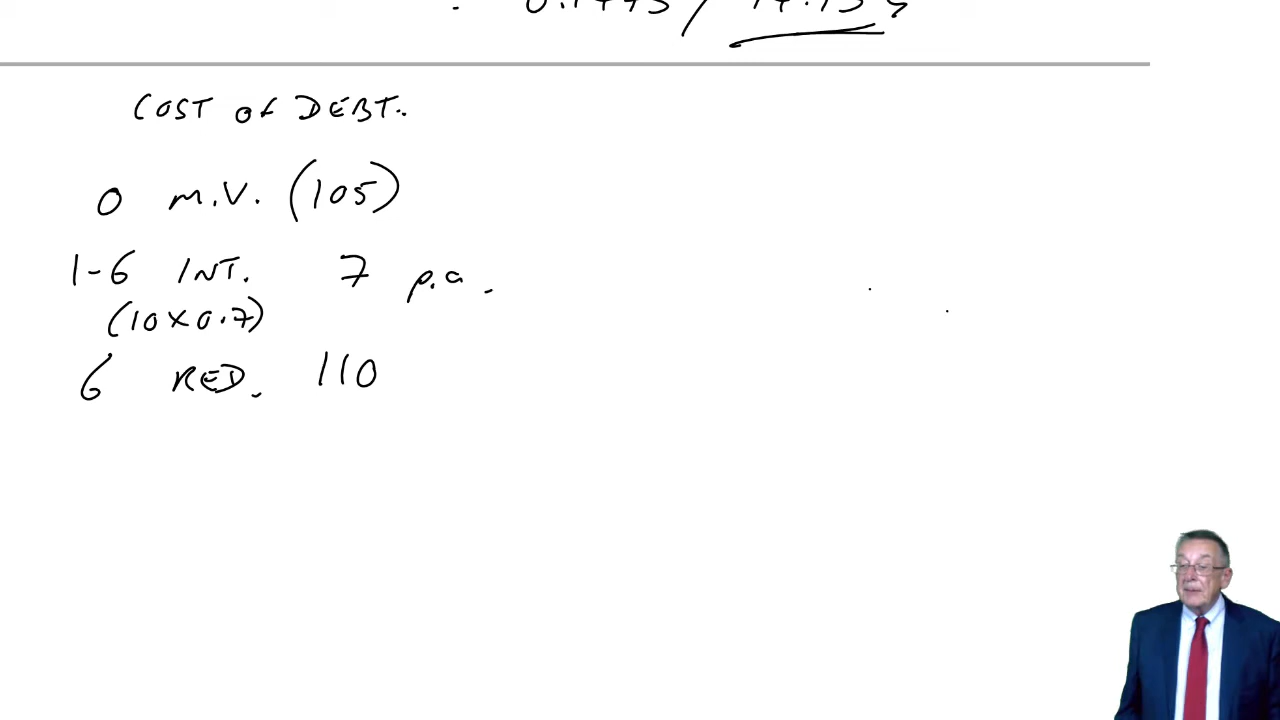 COST of DEBT.
0 M.V. (105)
1-6 INT. 7 p.a.
(10 x 0.7)
6 RED. 110